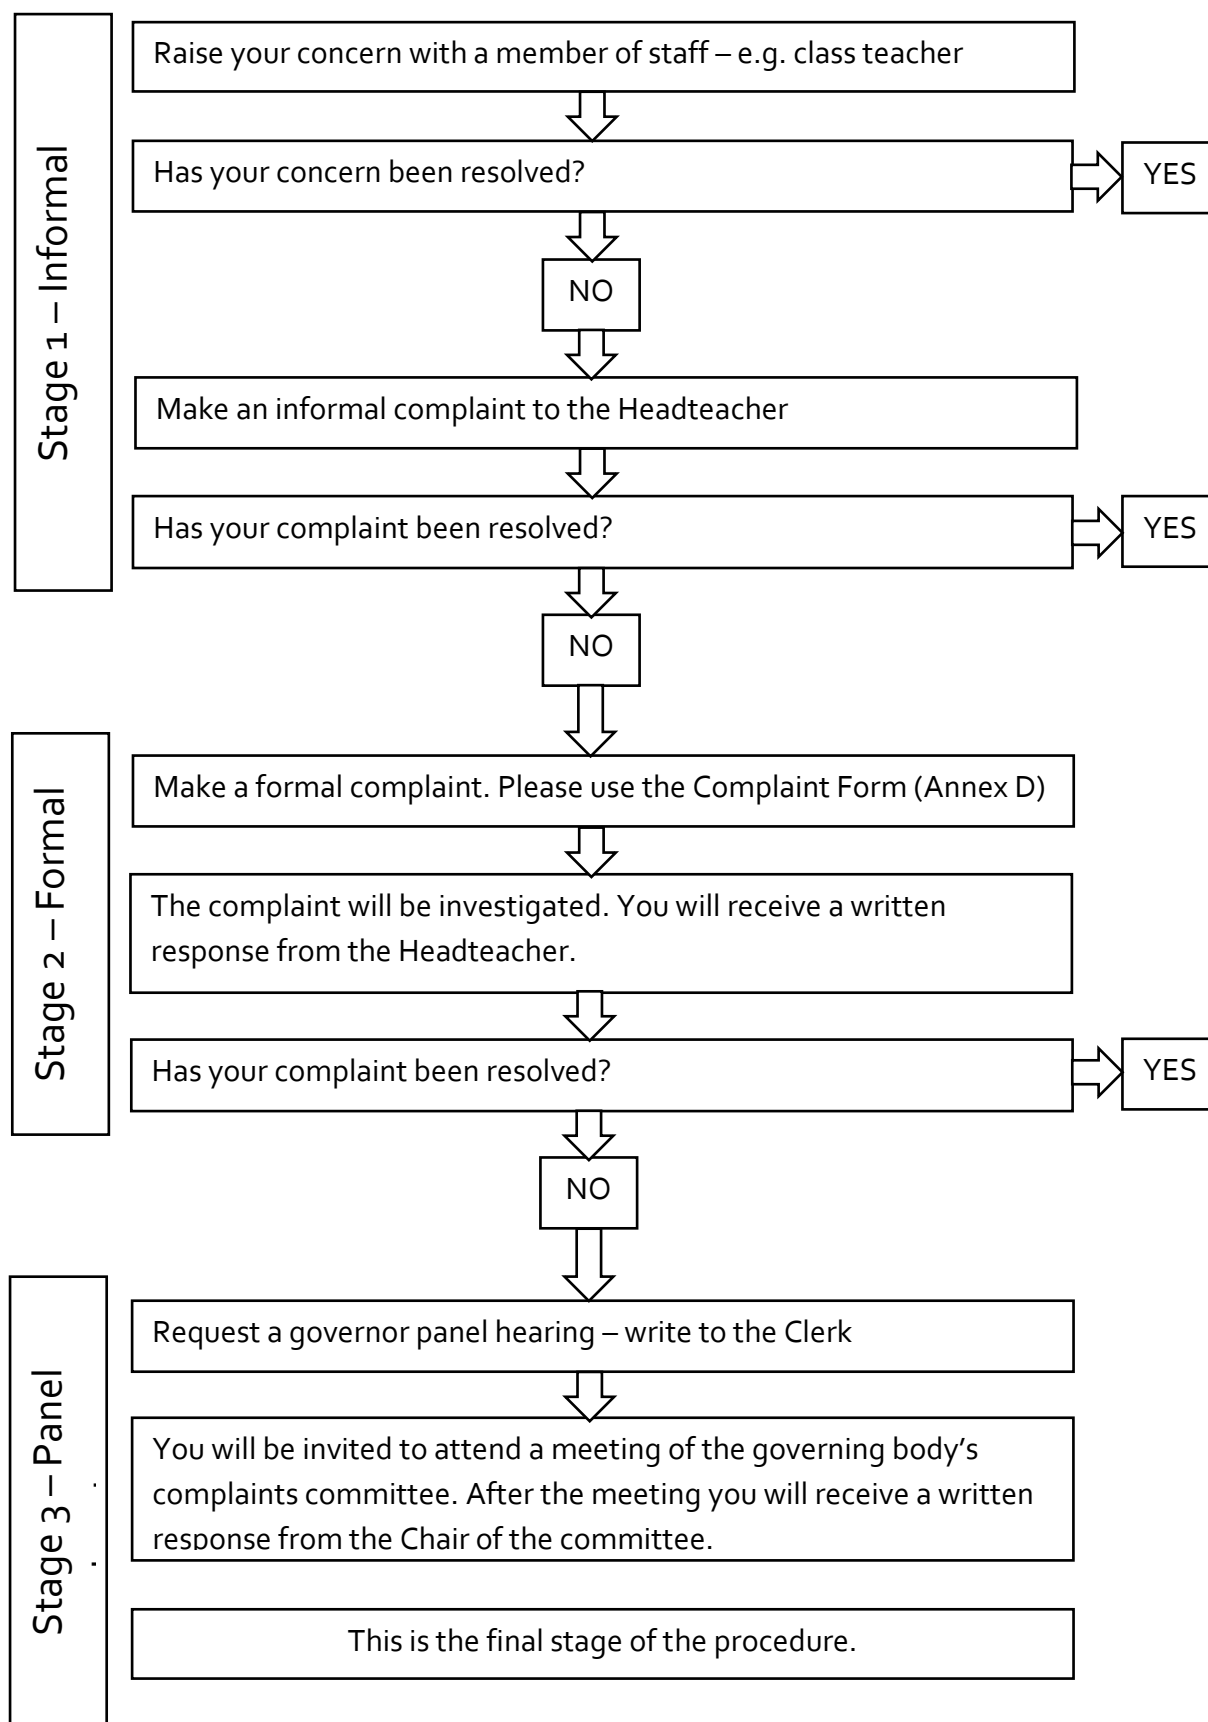 Stage 1 – Informal
Raise your concern with a member of staff – e.g. class teacher
Has your concern been resolved?
YES
NO
Make an informal complaint to the Headteacher
Has your complaint been resolved?
YES
NO
Stage 2 – Formal
Make a formal complaint. Please use the Complaint Form (Annex D)
The complaint will be investigated. You will receive a written
response from the Headteacher.
Has your complaint been resolved?
YES
NO
Stage 3 – Panel
Request a governor panel hearing – write to the Clerk
You will be invited to attend a meeting of the governing body’s
complaints committee. After the meeting you will receive a written
response from the Chair of the committee.
This is the final stage of the procedure.